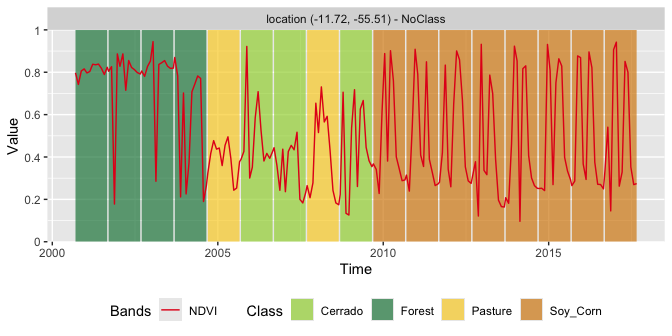 location (-11.72, -55.51) - NoClass
1
0.8
0.6
0.4
0.2
0
Value
2000 2005 2010 2015
Time
Bands NDVI Class Cerrado Forest Pasture Soy_Corn